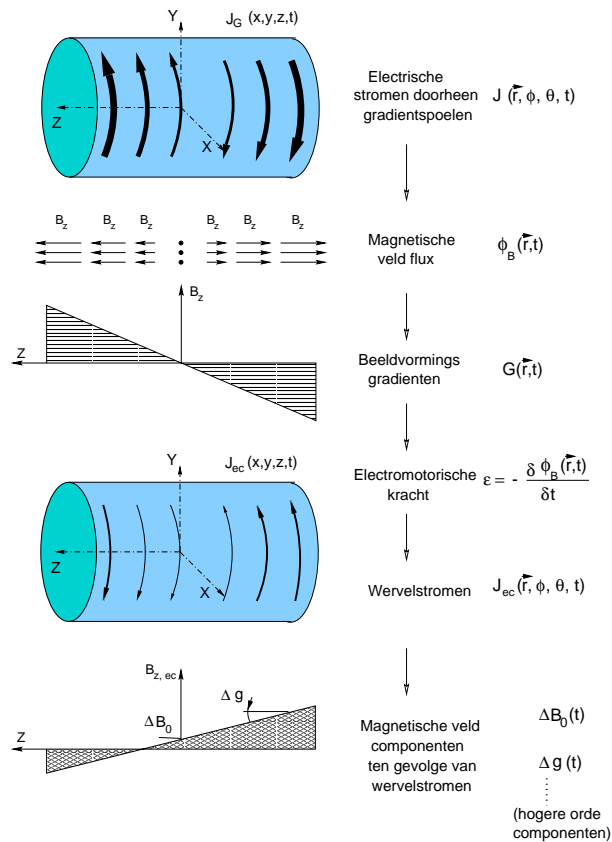 Y
J_G (x,y,z,t)
Z
X
Electrische
stromen doorheen
gradientspoelen
J (r, ϕ, θ, t)
B_z B_z B_z B_z B_z B_z
Magnetische
veld flux
ϕ_B(r,t)
B_z
Z
Beeldvormings
gradienten
G(r,t)
Y
J_ec (x,y,z,t)
Z
X
Electromotorische
kracht
ε = - δ ϕ_B(r,t)
δt
Wervelstromen
J_ec(r, ϕ, θ, t)
B_z, ec
Δ g
ΔB_0
Z
Magnetische veld
componenten
ten gevolge van
wervelstromen
ΔB_0(t)
Δ g (t)
(hogere orde
componenten)